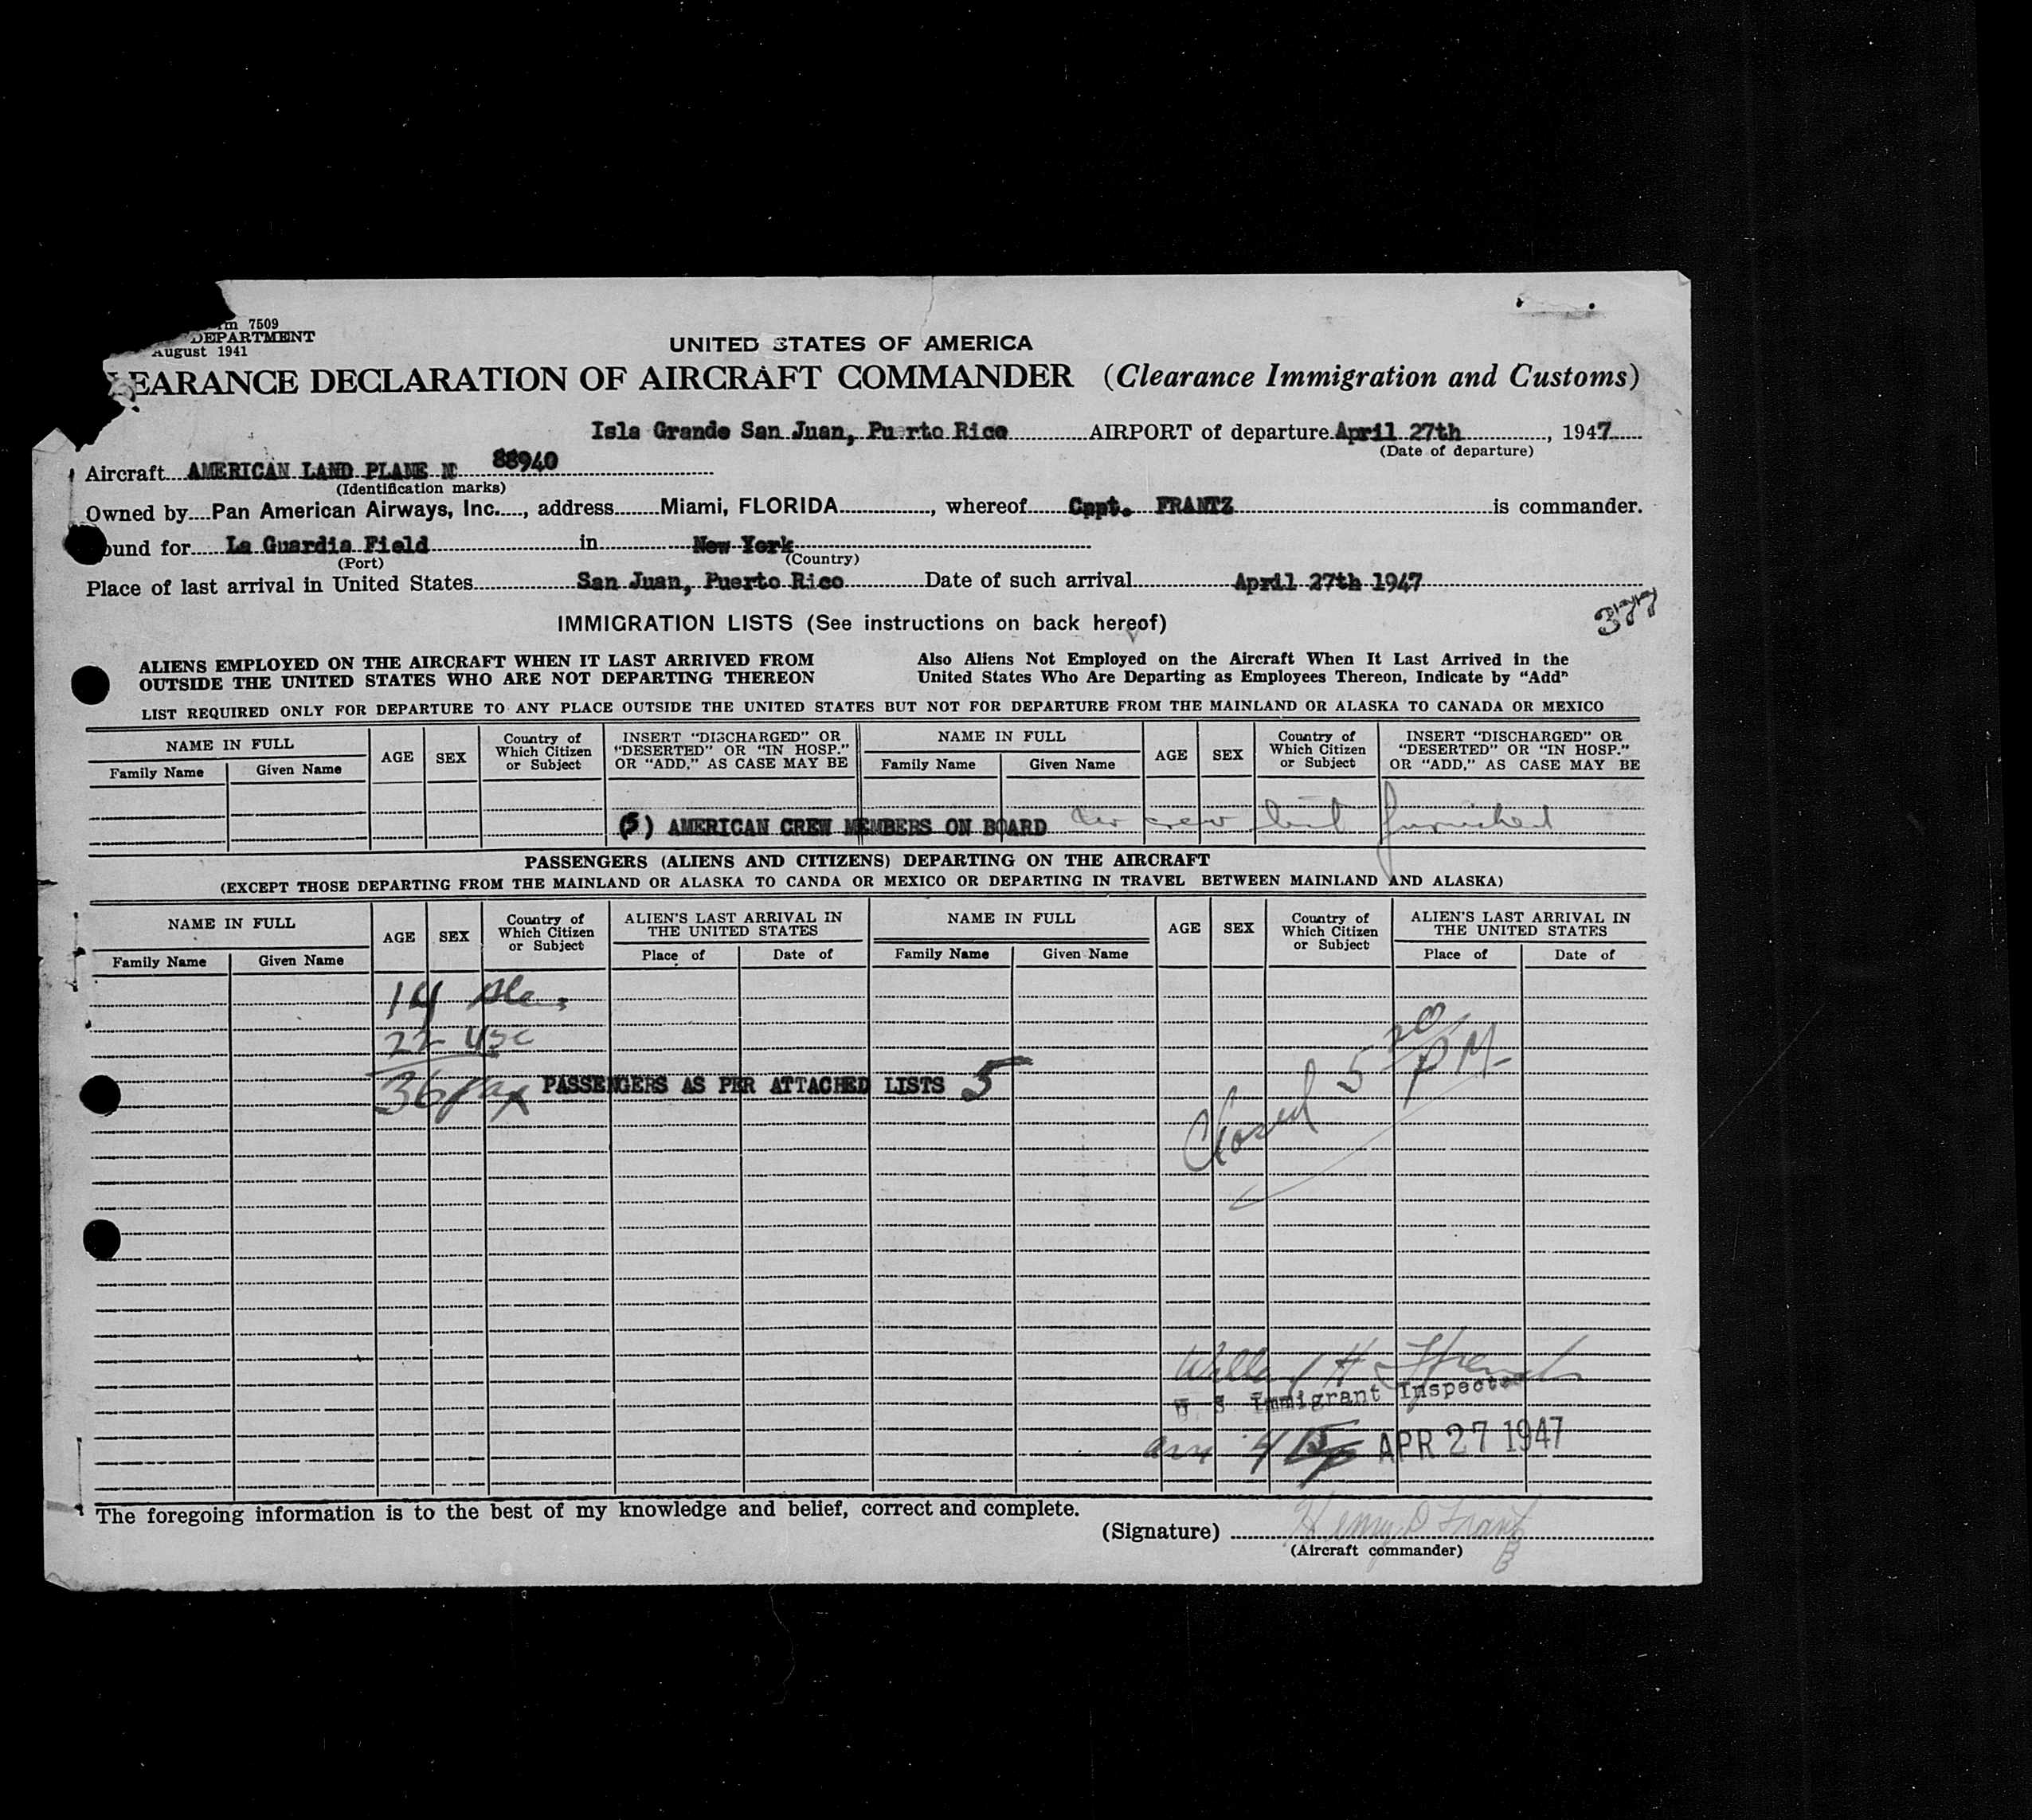 rm 7509
DEPARTMENT
August 1941
UNITED STATES OF AMERICA
EARANCE DECLARATION OF AIRCRAFT COMMANDER (Clearance Immigration and Customs)
Isla Grande San Juan, Puerto Rico AIRPORT of departure April 27th, 1947
(Date of departure)
Aircraft AMERICAN LAND PLANE NC 88940
(Identification marks)
Owned by Pan American Airways, Inc., address Miami, FLORIDA, whereof Cppt. FRANTZ is commander.
ound for La Guardia Field in New York
(Port) (Country)
Place of last arrival in United States San Juan, Puerto Rico Date of such arrival April 27th 1947
377
IMMIGRATION LISTS (See instructions on back hereof)
ALIENS EMPLOYED ON THE AIRCRAFT WHEN IT LAST ARRIVED FROM Also Aliens Not Employed on the Aircraft When It Last Arrived in the
OUTSIDE THE UNITED STATES WHO ARE NOT DEPARTING THEREON United States Who Are Departing as Employees Thereon, Indicate by "Add"
LIST REQUIRED ONLY FOR DEPARTURE TO ANY PLACE OUTSIDE THE UNITED STATES BUT NOT FOR DEPARTURE FROM THE MAINLAND OR ALASKA TO CANADA OR MEXICO
NAME IN FULL AGE SEX Country of Which Citizen or Subject INSERT "DISCHARGED" OR "DESERTED" OR "IN HOSP." OR "ADD," AS CASE MAY BE NAME IN FULL AGE SEX Country of Which Citizen or Subject INSERT "DISCHARGED" OR "DESERTED" OR "IN HOSP." OR "ADD," AS CASE MAY BE
Family Name Given Name Family Name Given Name
(5) AMERICAN CREW MEMBERS ON BOARD crew list furnished
PASSENGERS (ALIENS AND CITIZENS) DEPARTING ON THE AIRCRAFT
(EXCEPT THOSE DEPARTING FROM THE MAINLAND OR ALASKA TO CANDA OR MEXICO OR DEPARTING IN TRAVEL BETWEEN MAINLAND AND ALASKA)
NAME IN FULL AGE SEX Country of Which Citizen or Subject ALIEN'S LAST ARRIVAL IN THE UNITED STATES NAME IN FULL AGE SEX Country of Which Citizen or Subject ALIEN'S LAST ARRIVAL IN THE UNITED STATES
Family Name Given Name Place of Date of Family Name Given Name Place of Date of
14
22 USC
36 Pax PASSENGERS AS PER ATTACHED LISTS 5
Closed 5 20 PM
H
U S Immigrant Inspector
arr 4 15 APR 27 1947
The foregoing information is to the best of my knowledge and belief, correct and complete.
(Signature) Henry D Frantz
(Aircraft commander)